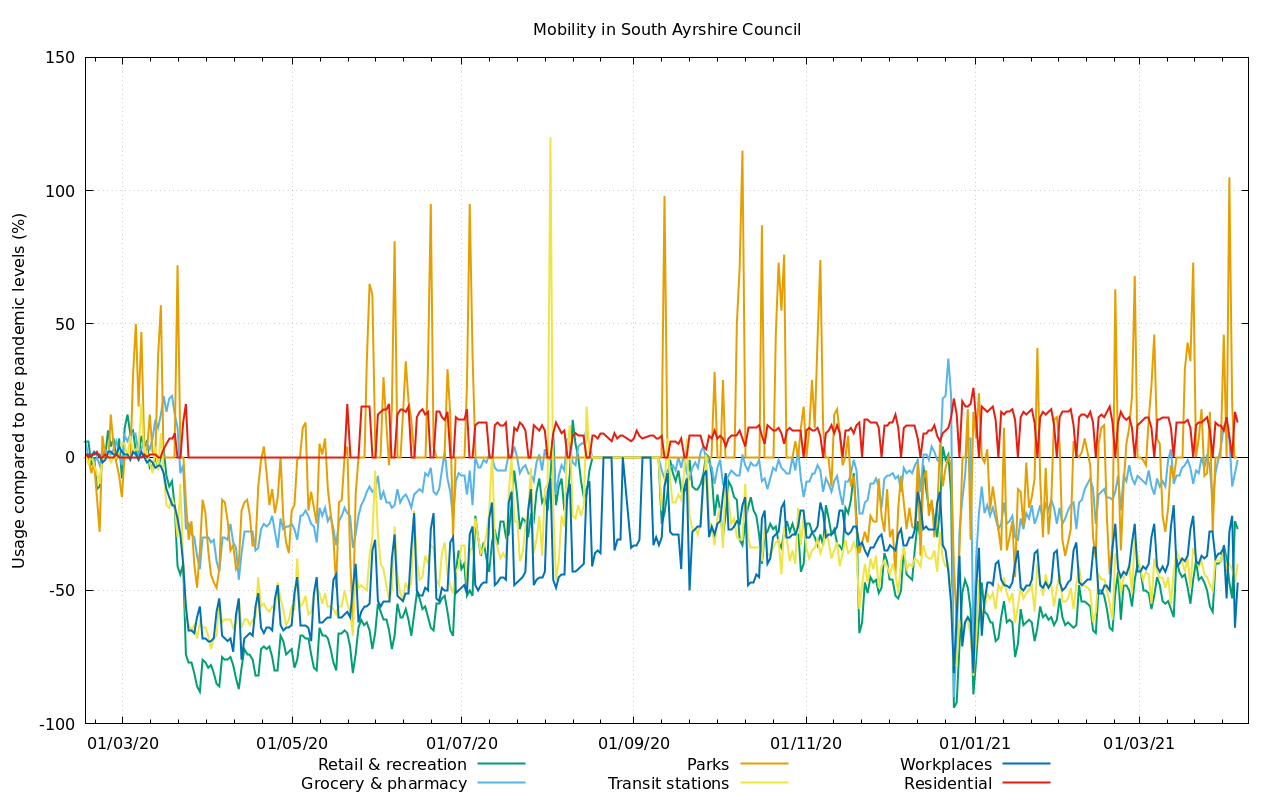 Mobility in South Ayrshire Council
Usage compared to pre pandemic levels (%)
150
100
50
0
-50
-100
01/03/20 01/05/20 01/07/20 01/09/20 01/11/20 01/01/21 01/03/21
Retail & recreation Parks Workplaces
Grocery & pharmacy Transit stations Residential